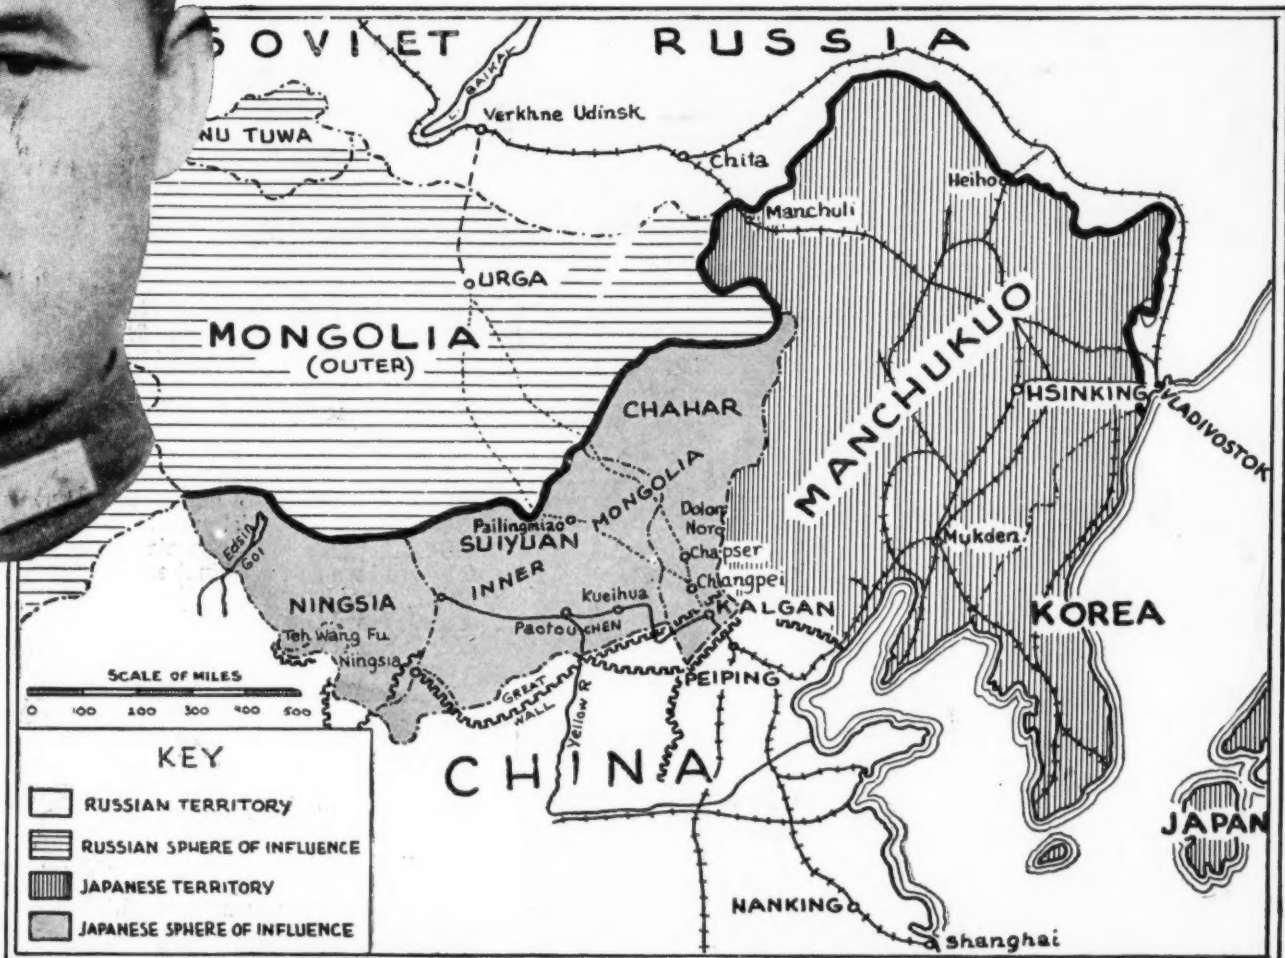 SOVIET RUSSIA
BAIKAL
Verkhne Udinsk
NU TUWA
Chita
Heiho
Manchuli
URGA
MONGOLIA
(OUTER)
MANCHUKUO
CHAHAR
HSINKING
VLADIVOSTOK
MONGOLIA
INNER
Pailingmiao
SUIYUAN
Dolon
Nor
Chapser
Changpei
Mukden
Edsin
Gol
NINGSIA
Kueihua
KALGAN
KOREA
Paotou CHEN
Teh Wang Fu
Ningsia
PEIPING
SCALE OF MILES
0 100 200 300 400 500
GREAT
WALL
Yellow R.
CHINA
KEY
RUSSIAN TERRITORY
RUSSIAN SPHERE OF INFLUENCE
JAPANESE TERRITORY
JAPANESE SPHERE OF INFLUENCE
JAPAN
NANKING
Shanghai